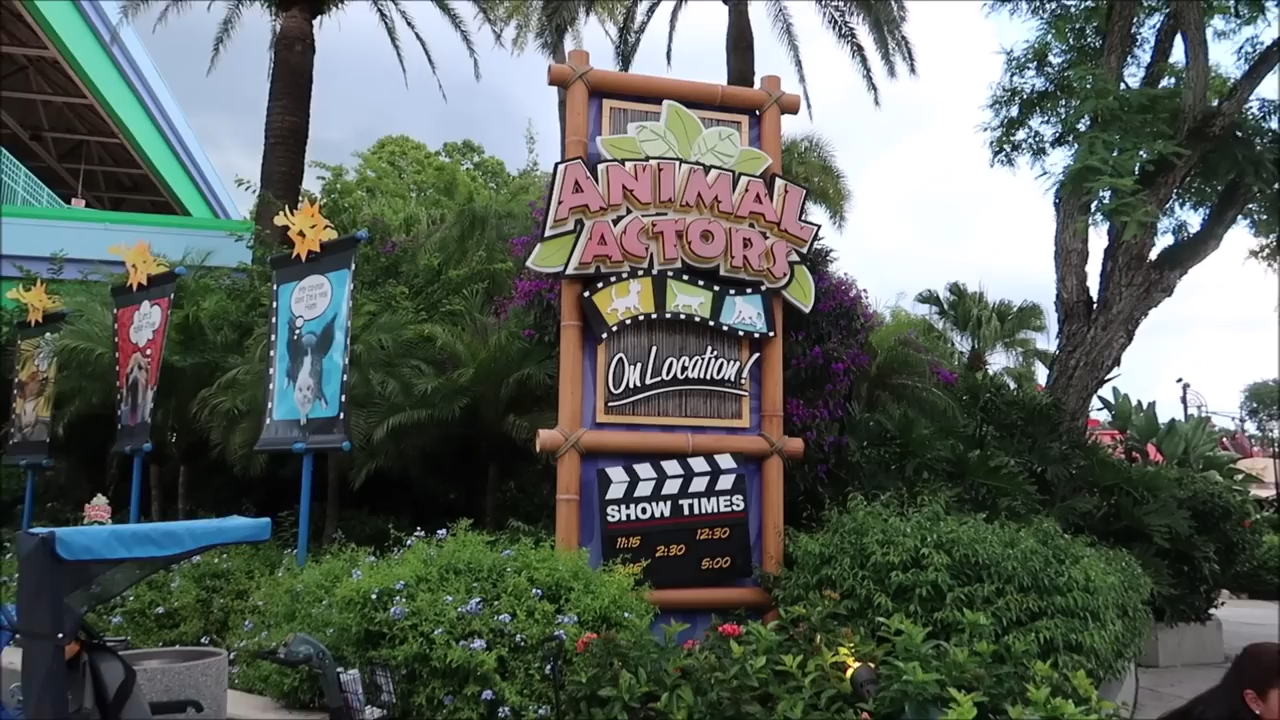 ANIMAL
ACTORS
On Location!
SHOW TIMES
11:15
12:30
2:30
5:00